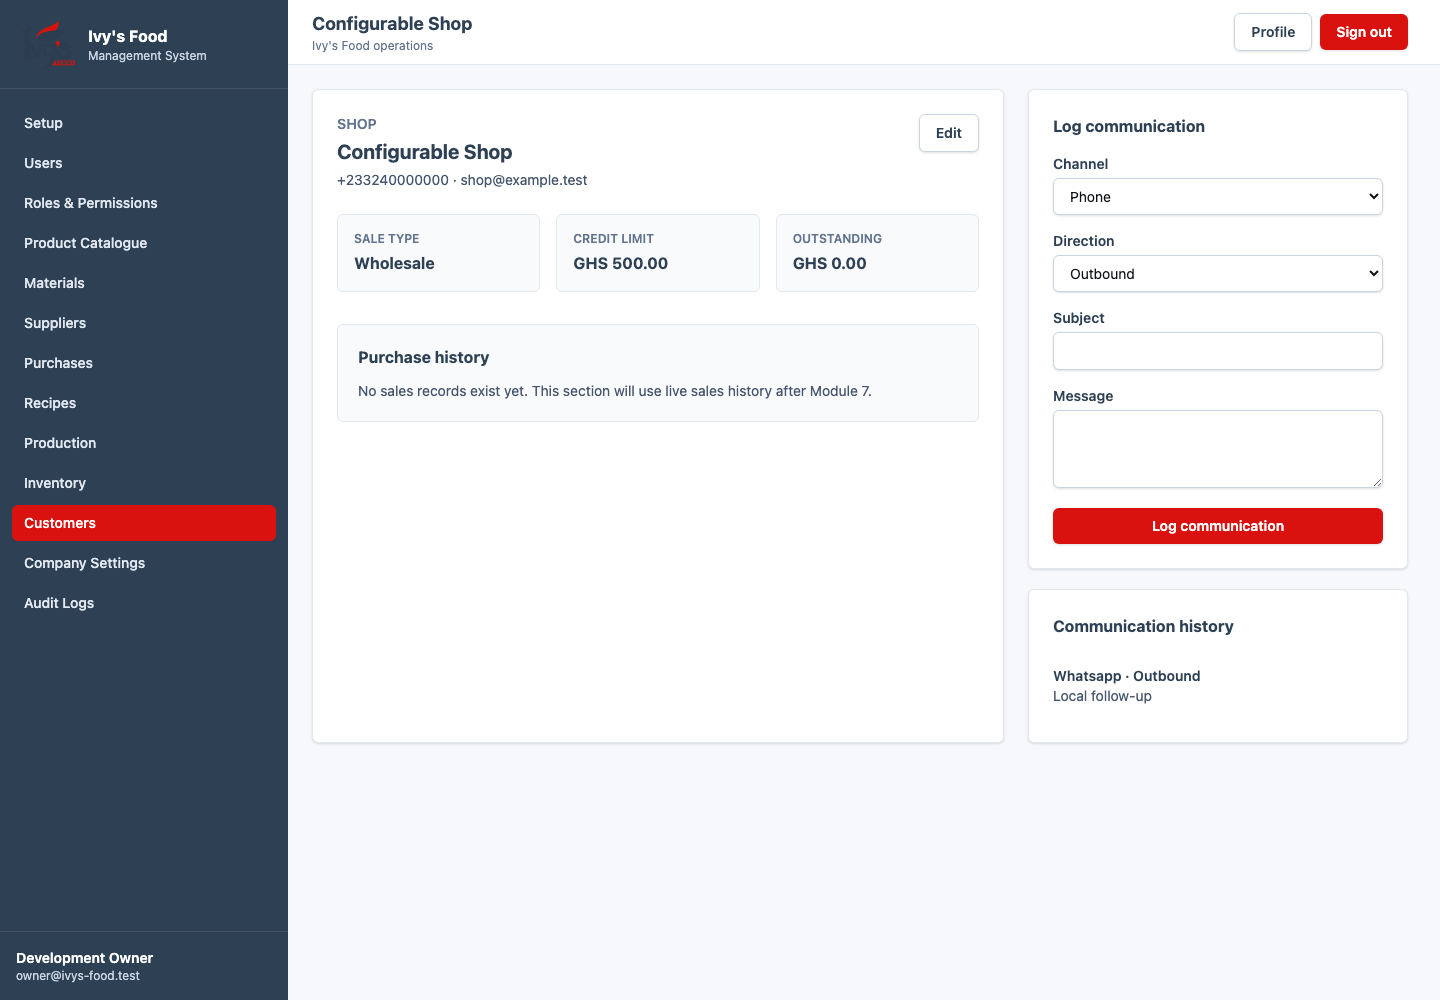 Ivy's Food
Management System
Setup
Users
Roles & Permissions
Product Catalogue
Materials
Suppliers
Purchases
Recipes
Production
Inventory
Customers
Company Settings
Audit Logs
Development Owner
owner@ivys-food.test
Configurable Shop
Ivy's Food operations
Profile
Sign out
SHOP
Configurable Shop
+233240000000 · shop@example.test
Edit
SALE TYPE
Wholesale
CREDIT LIMIT
GHS 500.00
OUTSTANDING
GHS 0.00
Purchase history
No sales records exist yet. This section will use live sales history after Module 7.
Log communication
Channel
Phone
Direction
Outbound
Subject
Message
Log communication
Communication history
Whatsapp · Outbound
Local follow-up